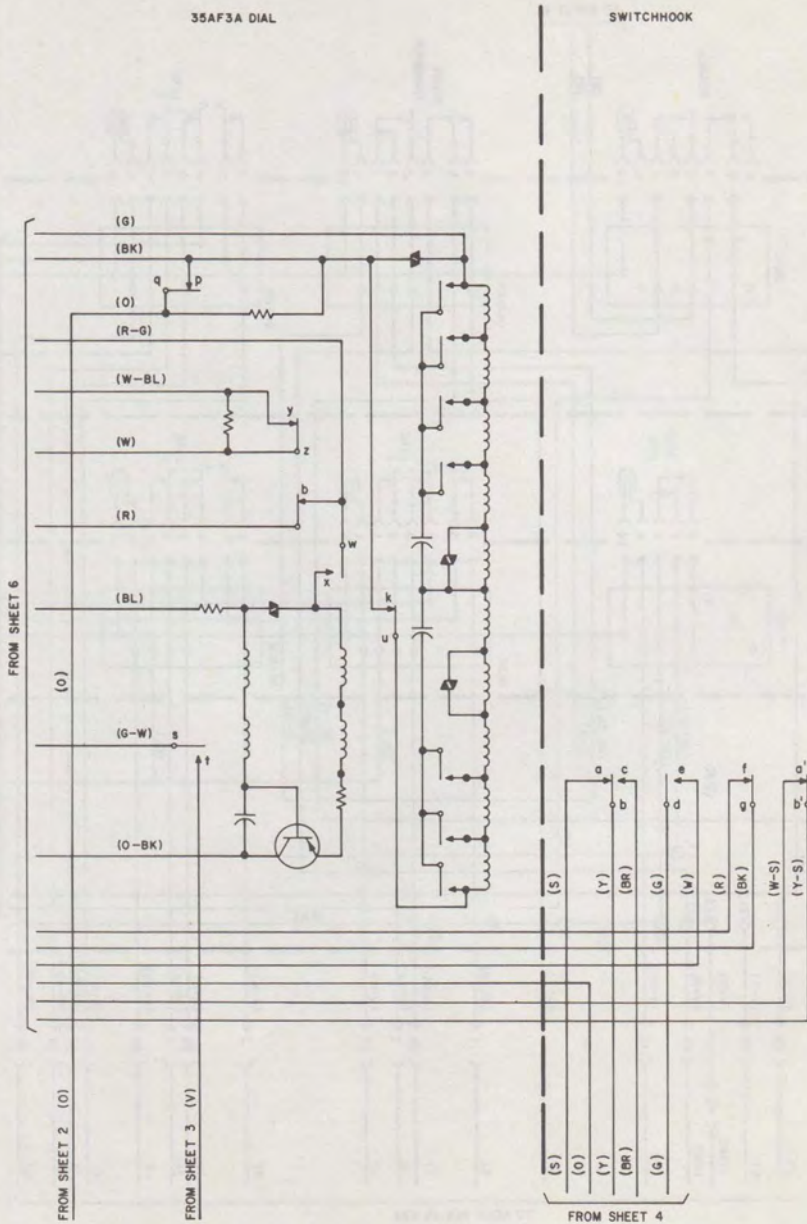 35AF3A DIAL
SWITCHHOOK
FROM SHEET 6
(G)
(BK)
q p
(O)
(R-G)
(W-BL)
y
(W)
z
b
(R)
w
x
(BL)
k
u
(O)
(G-W) s
t
(O-BK)
a c e f a'
b d g b'
(S) (Y) (BR) (G) (W) (R) (BK) (W-S) (Y-S)
FROM SHEET 2 (O)
FROM SHEET 3 (V)
(S) (O) (Y) (BR) (G)
FROM SHEET 4